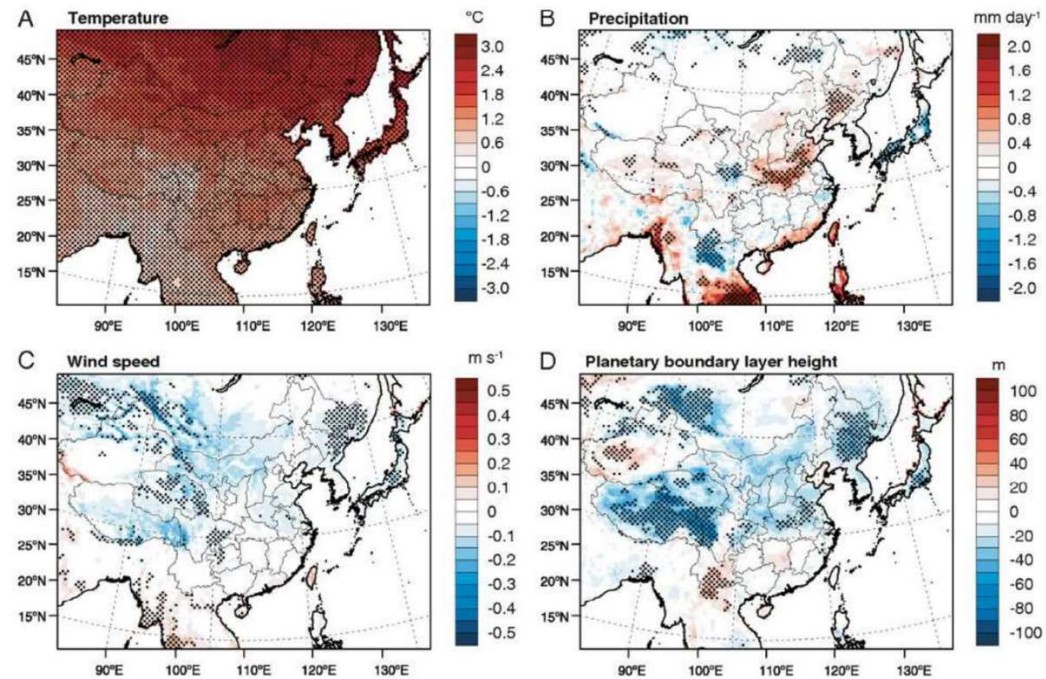 A Temperature °C
3.0
2.4
1.8
1.2
0.6
0
-0.6
-1.2
-1.8
-2.4
-3.0
45°N
40°N
35°N
30°N
25°N
20°N
15°N
90°E 100°E 110°E 120°E 130°E
B Precipitation mm day-1
2.0
1.6
1.2
0.8
0.4
0
-0.4
-0.8
-1.2
-1.6
-2.0
45°N
40°N
35°N
30°N
25°N
20°N
15°N
90°E 100°E 110°E 120°E 130°E
C Wind speed m s-1
0.5
0.4
0.3
0.2
0.1
0
-0.1
-0.2
-0.3
-0.4
-0.5
45°N
40°N
35°N
30°N
25°N
20°N
15°N
90°E 100°E 110°E 120°E 130°E
D Planetary boundary layer height m
100
80
60
40
20
0
-20
-40
-60
-80
-100
45°N
40°N
35°N
30°N
25°N
20°N
15°N
90°E 100°E 110°E 120°E 130°E